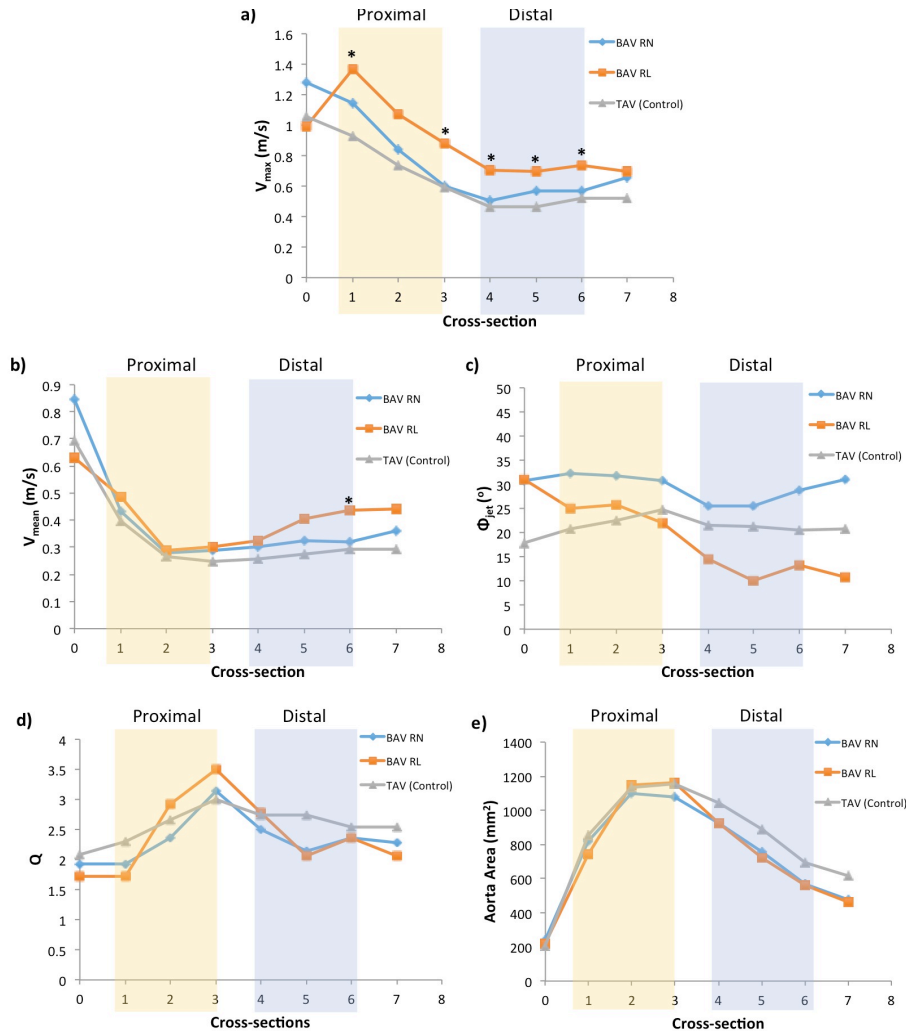 a)
Proximal
Distal
1.6
1.4
1.2
1
0.8
0.6
0.4
0.2
0
V_max (m/s)
*
*
*
*
*
BAV RN
BAV RL
TAV (Control)
0 1 2 3 4 5 6 7 8
Cross-section
b)
Proximal
Distal
0.9
0.8
0.7
0.6
0.5
0.4
0.3
0.2
0.1
0
V_mean (m/s)
*
BAV RN
BAV RL
TAV (Control)
0 1 2 3 4 5 6 7 8
Cross-section
c)
Proximal
Distal
50
45
40
35
30
25
20
15
10
5
0
Φ_jet (°)
BAV RN
BAV RL
TAV (Control)
0 1 2 3 4 5 6 7 8
Cross-section
d)
Proximal
Distal
4
3.5
3
2.5
2
1.5
1
0.5
0
Q
BAV RN
BAV RL
TAV (Control)
0 1 2 3 4 5 6 7 8
Cross-sections
e)
Proximal
Distal
1400
1200
1000
800
600
400
200
0
Aorta Area (mm²)
BAV RN
BAV RL
TAV (Control)
0 1 2 3 4 5 6 7 8
Cross-sections